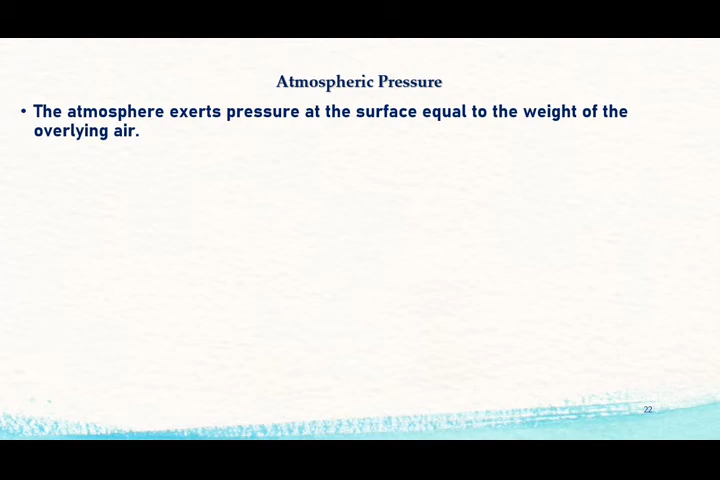 Atmospheric Pressure
• The atmosphere exerts pressure at the surface equal to the weight of the
overlying air.
22